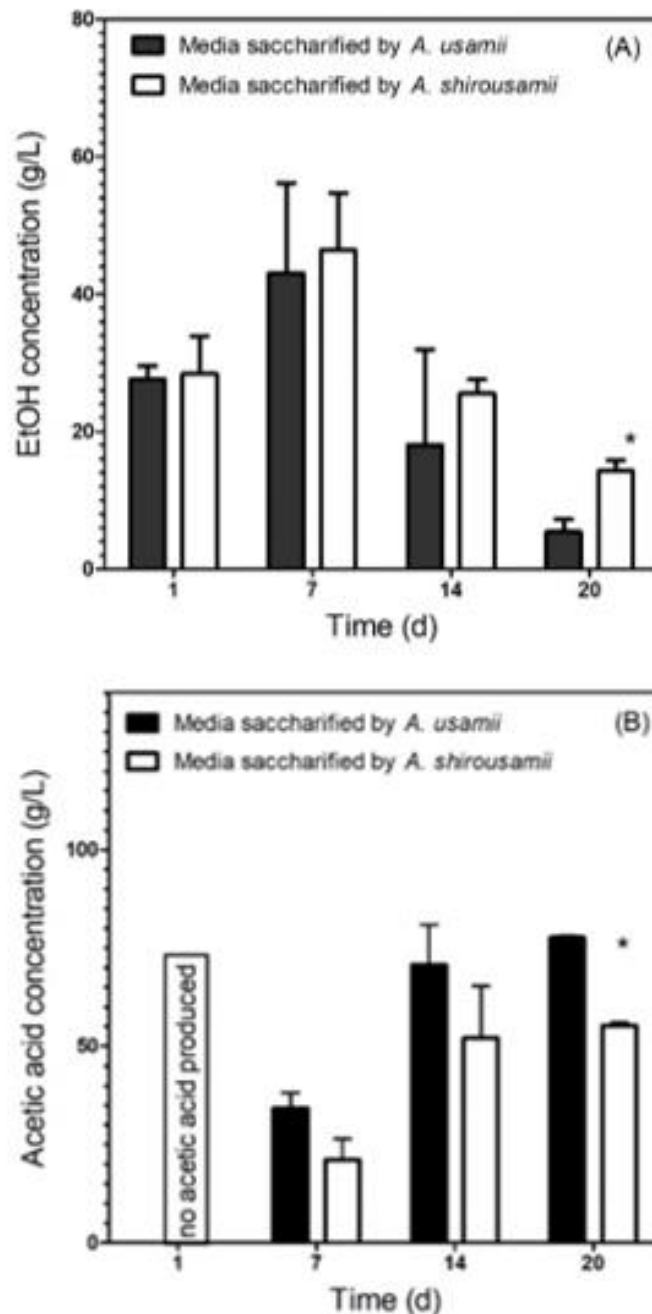 80
Media saccharified by A. usamii
(A)
Media saccharified by A. shirousamii
60
40
20
0
EtOH concentration (g/L)
*
1 7 14 20
Time (d)
Media saccharified by A. usamii
(B)
Media saccharified by A. shirousamii
100
50
0
Acetic acid concentration (g/L)
no acetic acid produced
*
1 7 14 20
Time (d)